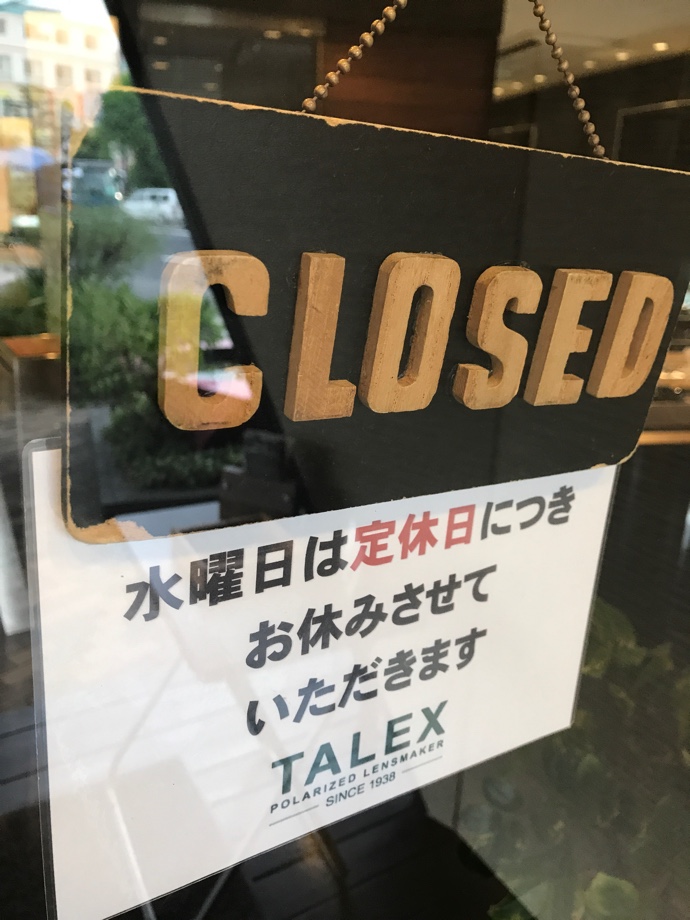 CLOSED
水曜日は定休日につき
お休みさせて
いただきます
TALEX
POLARIZED LENSMAKER
SINCE 1938